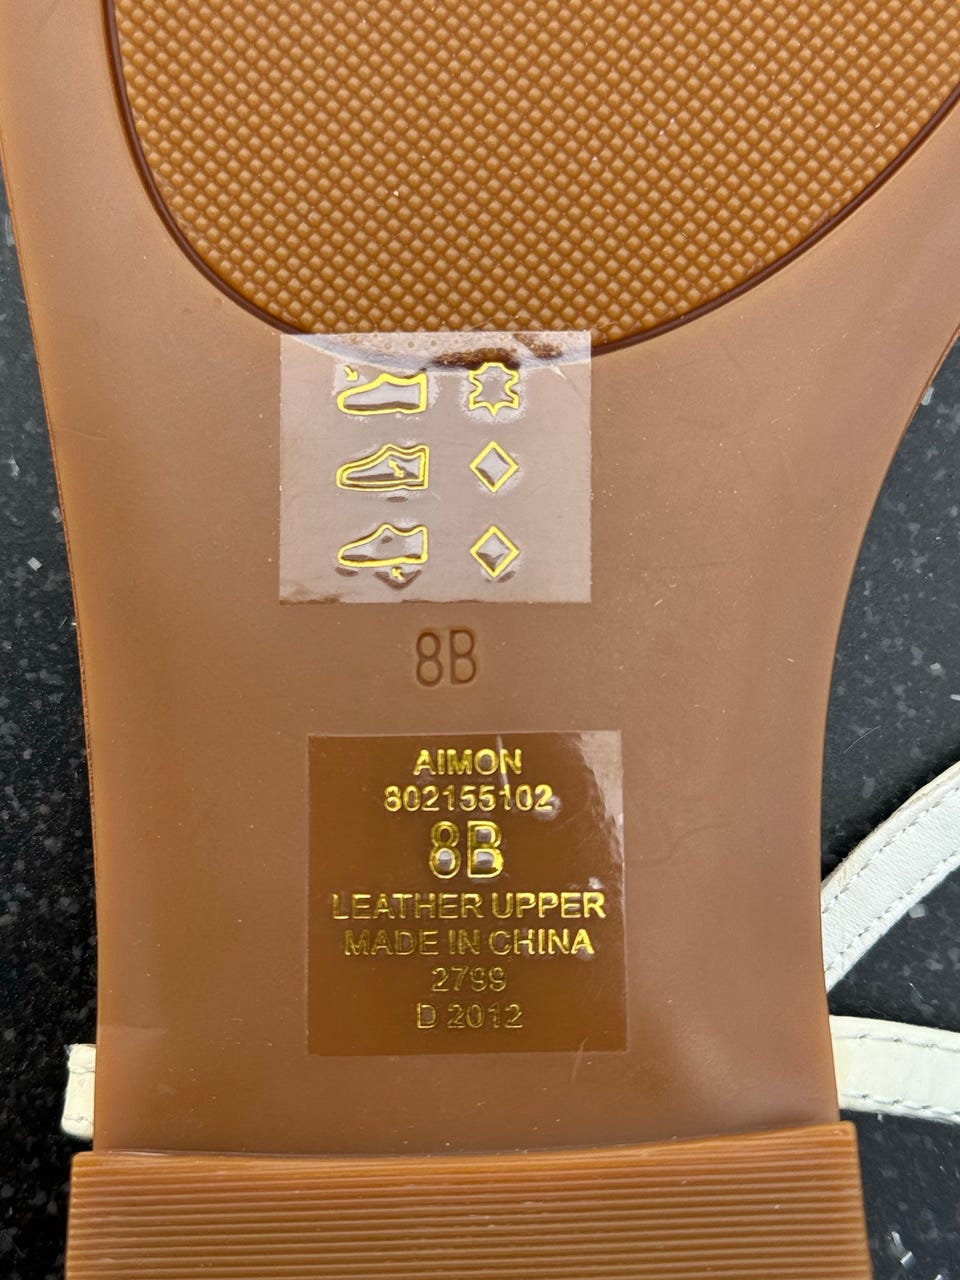 8B
AIMON
802155102
8B
LEATHER UPPER
MADE IN CHINA
2799
D 2012